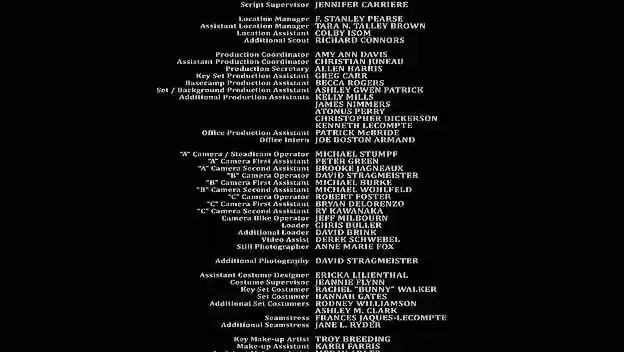 Script Supervisor JENNIFER CARRIERE
Location Manager F. STANLEY PEARSE
Assistant Location Manager TARA N. TALLEY BROWN
Location Assistant COLBY ISOM
Additional Scout RICHARD CONNORS
Production Coordinator AMY ANN DAVIS
Assistant Production Coordinator CHRISTIAN JUNEAU
Production Secretary ALLEN HARRIS
Key Set Production Assistant GREG CARR
Basecamp Production Assistant BECCA ROGERS
Set / Background Production Assistant ASHLEY GWEN PATRICK
Additional Production Assistants KELLY MILLS
JAMES NIMMERS
ATONUS PERRY
CHRISTOPHER DICKERSON
KENNETH LECOMPTE
Office Production Assistant PATRICK McBRIDE
Office Intern JOE BOSTON ARMAND
"A" Camera / Steadicam Operator MICHAEL STUMPF
"A" Camera First Assistant PETER GREEN
"A" Camera Second Assistant BROOKE JAGNEAUX
"B" Camera Operator DAVID STRAGMEISTER
"B" Camera First Assistant MICHAEL BURKE
"B" Camera Second Assistant MICHAEL WOHLFELD
"C" Camera Operator ROBERT FOSTER
"C" Camera First Assistant BRYAN DELORENZO
"C" Camera Second Assistant RY KAWANAKA
Camera Bike Operator JEFF MILBOURN
Loader CHRIS BULLER
Additional Loader DAVID BRINK
Video Assist DEREK SCHWEBEL
Still Photographer ANNE MARIE FOX
Additional Photography DAVID STRAGMEISTER
Assistant Costume Designer ERICKA LILIENTHAL
Costume Supervisor JEANNIE FLYNN
Key Set Costumer RACHEL "BUNNY" WALKER
Set Costumer HANNAH GATES
Additional Set Costumers RODNEY WILLIAMSON
ASHLEY M. CLARK
Seamstress FRANCES JAQUES-LECOMPTE
Additional Seamstress JANE L. RYDER
Key Make-up Artist TROY BREEDING
Make-up Assistant KARRI FARRIS